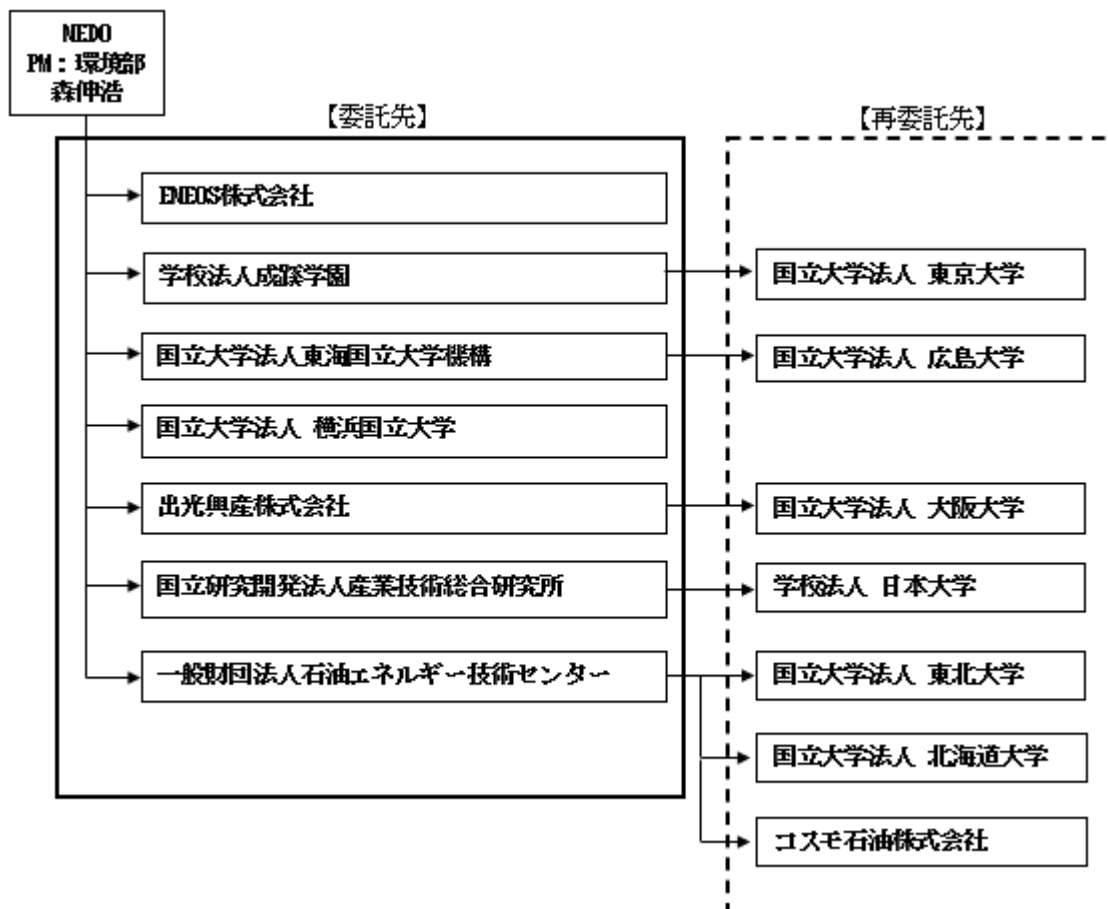 NEDO
PM：環境部
森伸浩
【委託先】
【再委託先】
ENEOS株式会社
学校法人成蹊学園
国立大学法人 東京大学
国立大学法人東海国立大学機構
国立大学法人 広島大学
国立大学法人 横浜国立大学
出光興産株式会社
国立大学法人 大阪大学
国立研究開発法人産業技術総合研究所
学校法人 日本大学
一般財団法人石油エネルギー技術センター
国立大学法人 東北大学
国立大学法人 北海道大学
コスモ石油株式会社